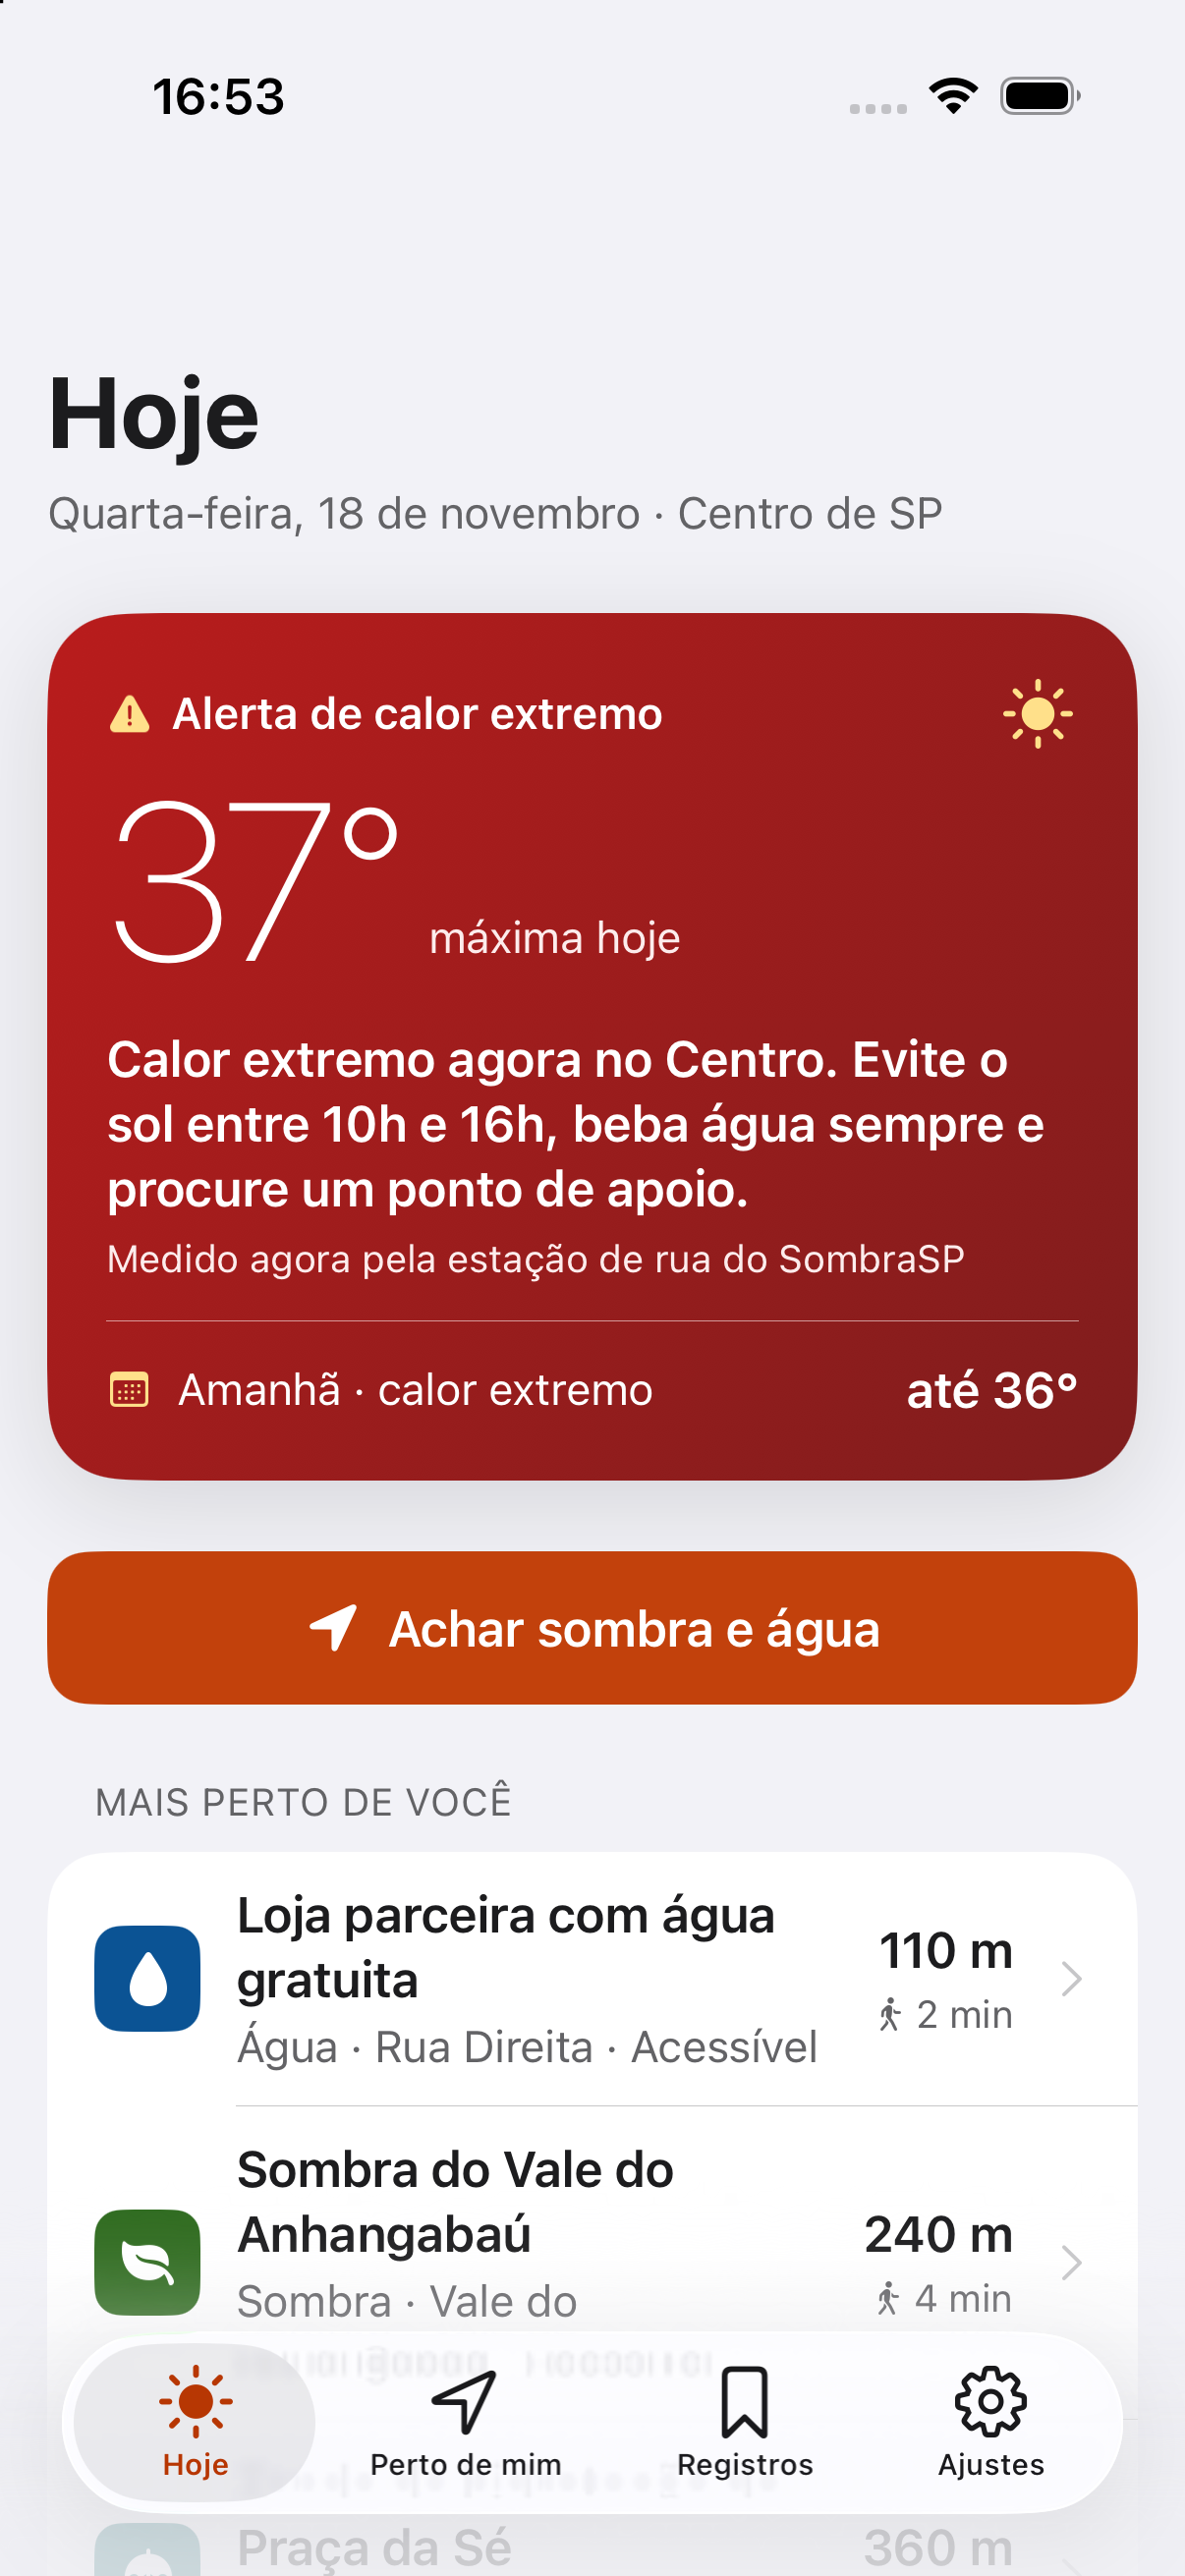 16:53
Hoje
Quarta-feira, 18 de novembro · Centro de SP
Alerta de calor extremo
37°
máxima hoje
Calor extremo agora no Centro. Evite o
sol entre 10h e 16h, beba água sempre e
procure um ponto de apoio.
Medido agora pela estação de rua do SombraSP
Amanhã · calor extremo
até 36°
Achar sombra e água
MAIS PERTO DE VOCÊ
Loja parceira com água
gratuita
110 m
2 min
Água · Rua Direita · Acessível
Sombra do Vale do
Anhangabaú
240 m
4 min
Sombra · Vale do
Hoje
Perto de mim
Registros
Ajustes
Praça da Sé
360 m